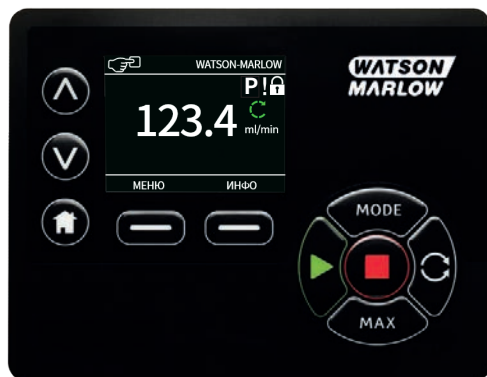 WATSON-MARLOW
P!
123.4
ml/min
МЕНЮ ИНФО
WATSON
MARLOW
MODE
MAX